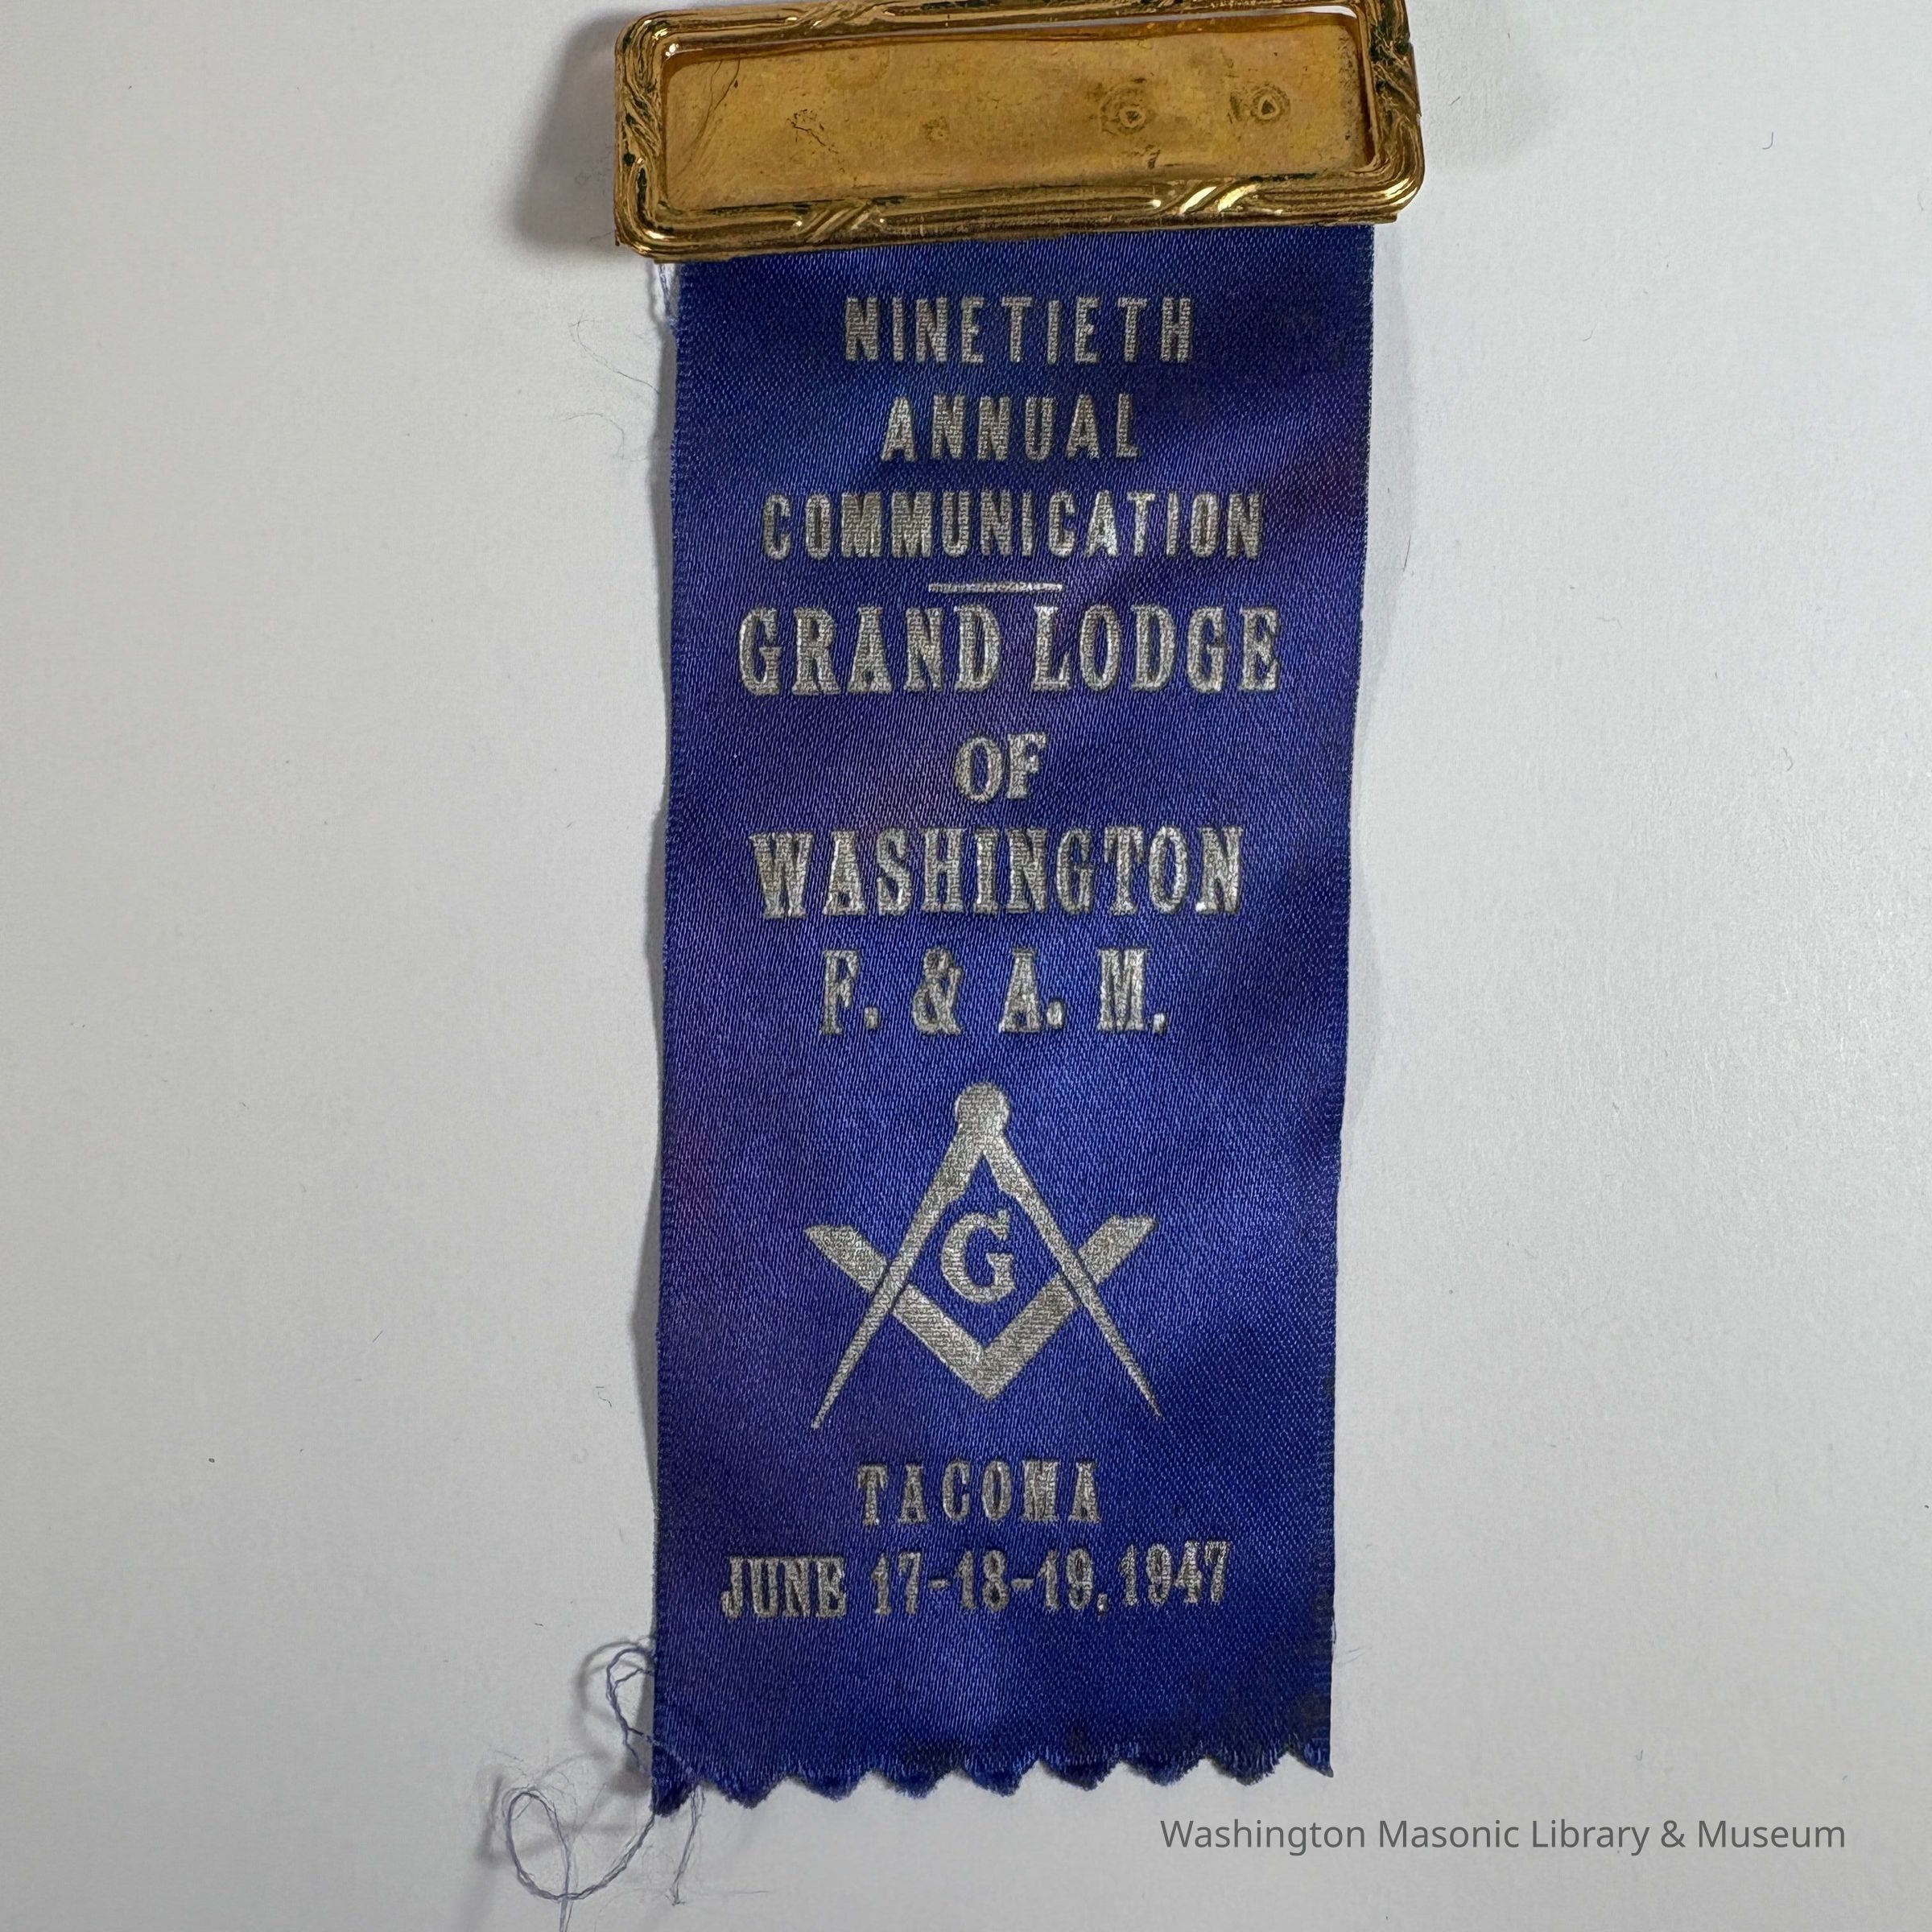 NINETIETH
ANNUAL
COMMUNICATION
GRAND LODGE
OF
WASHINGTON
F. & A. M.
G
TACOMA
JUNE 17-18-19, 1947
Washington Masonic Library & Museum